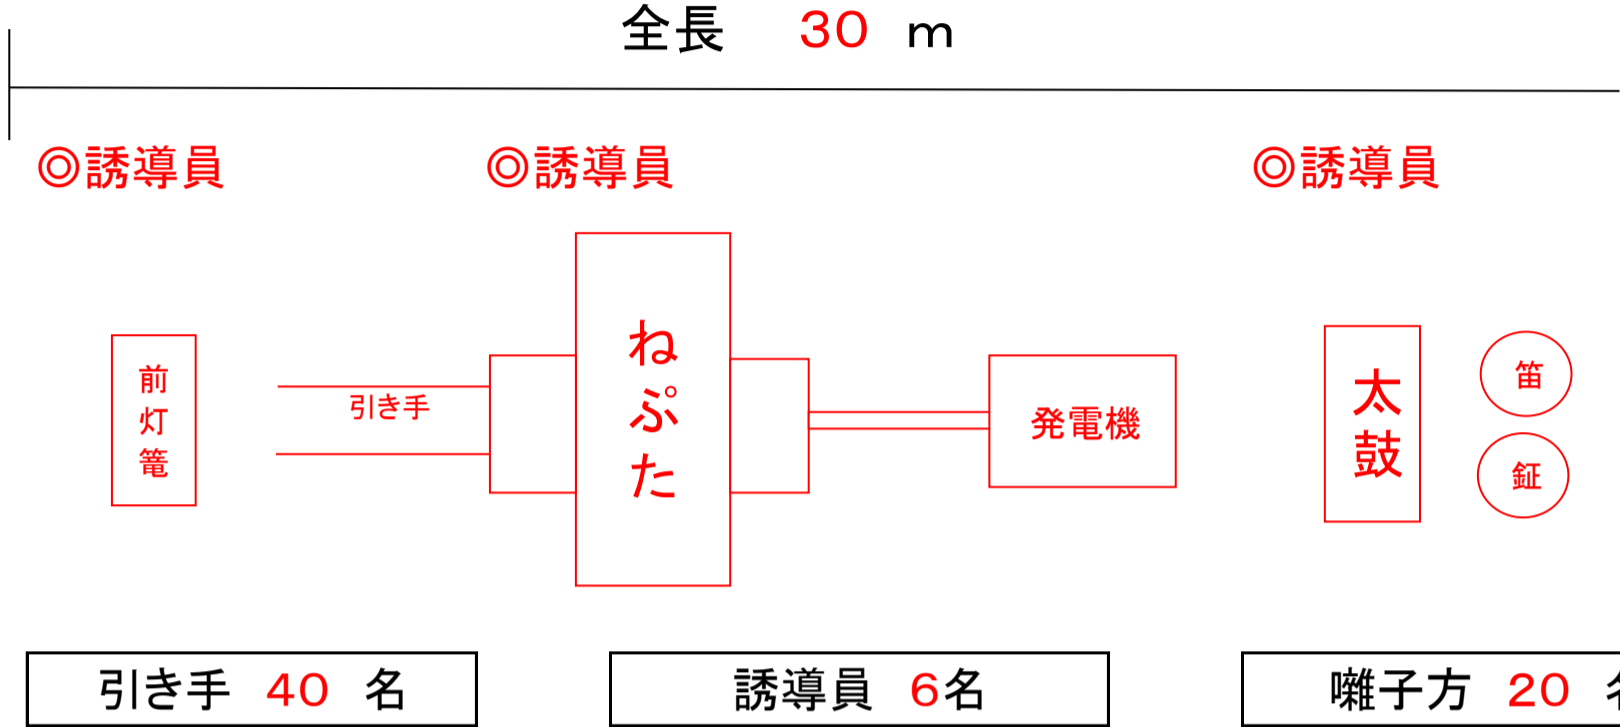 全長 30 m
◎誘導員 ◎誘導員 ◎誘導員
前灯篭
引き手
ねぷた
発電機
太鼓
笛
鉦
引き手 40 名
誘導員 6名
囃子方 20 名